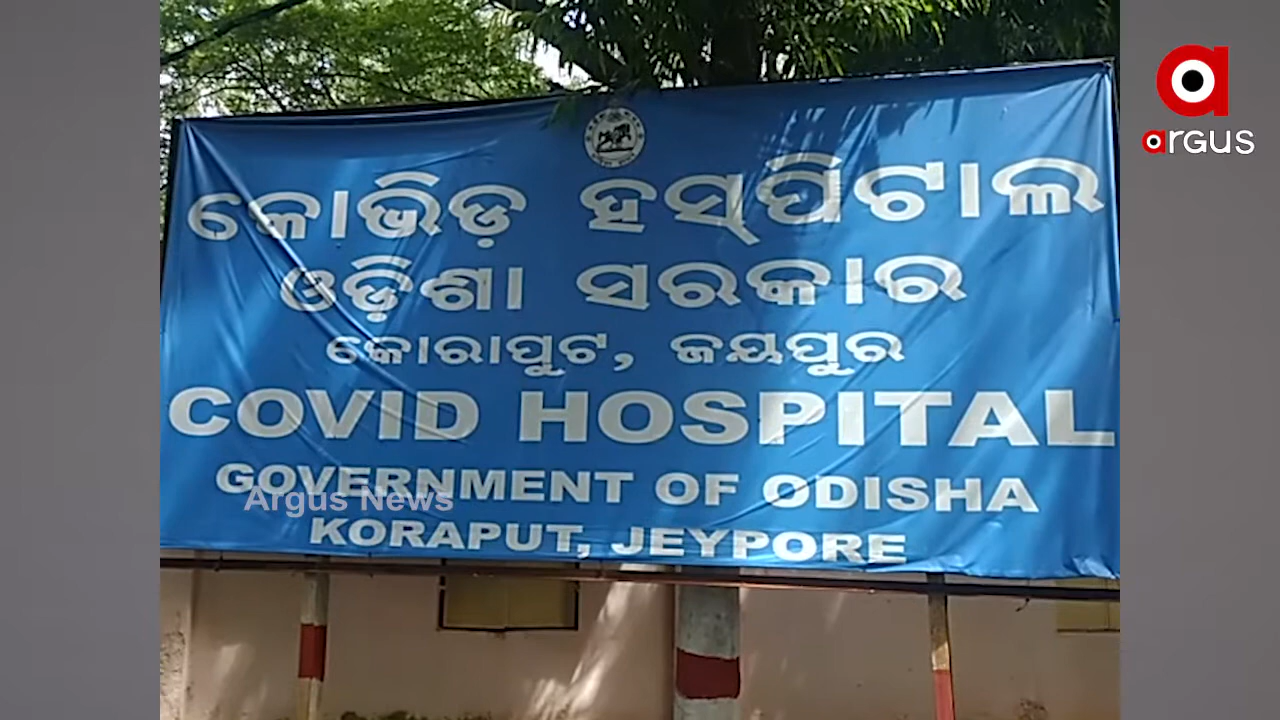 କୋଭିଡ଼ ହସ୍ପିଟାଲ
ଓଡ଼ିଶା ସରକାର
କୋରାପୁଟ, ଜୟପୁର
COVID HOSPITAL
GOVERNMENT OF ODISHA
Argus News
KORAPUT, JEYPORE
argus